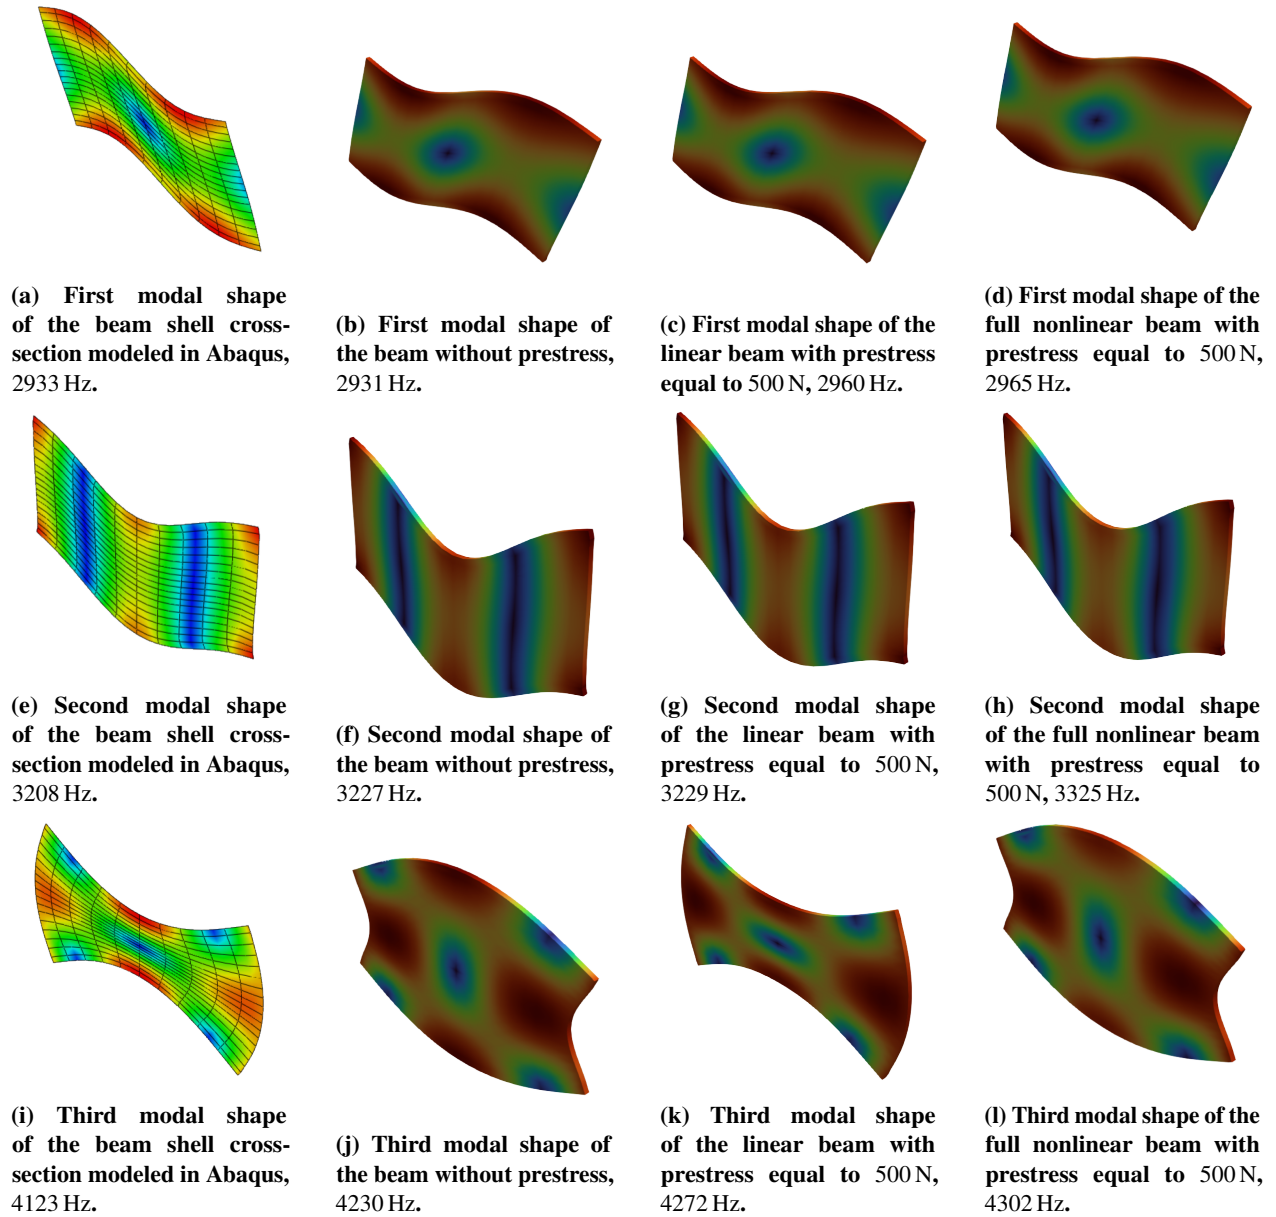 (a) First modal shape
of the beam shell cross-
section modeled in Abaqus,
2933 Hz.
(b) First modal shape of
the beam without prestress,
2931 Hz.
(c) First modal shape of the
linear beam with prestress
equal to 500 N, 2960 Hz.
(d) First modal shape of the
full nonlinear beam with
prestress equal to 500 N,
2965 Hz.
(e) Second modal shape
of the beam shell cross-
section modeled in Abaqus,
3208 Hz.
(f) Second modal shape of
the beam without prestress,
3227 Hz.
(g) Second modal shape
of the linear beam with
prestress equal to 500 N,
3229 Hz.
(h) Second modal shape
of the full nonlinear beam
with prestress equal to
500 N, 3325 Hz.
(i) Third modal shape
of the beam shell cross-
section modeled in Abaqus,
4123 Hz.
(j) Third modal shape of
the beam without prestress,
4230 Hz.
(k) Third modal shape
of the linear beam with
prestress equal to 500 N,
4272 Hz.
(l) Third modal shape of the
full nonlinear beam with
prestress equal to 500 N,
4302 Hz.